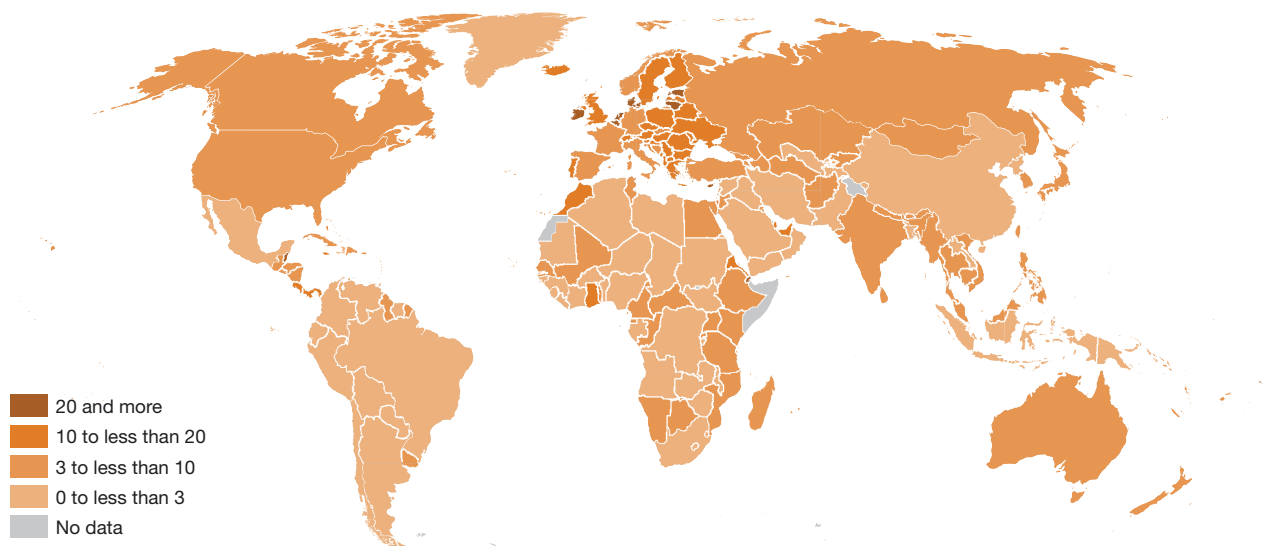 20 and more
10 to less than 20
3 to less than 10
0 to less than 3
No data